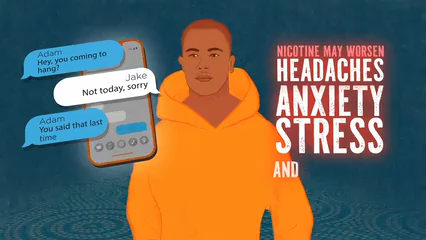 Adam
Hey, you coming to
hang?
Jake
Not today, sorry
Adam
You said that last
time
NICOTINE MAY WORSEN
HEADACHES
ANXIETY
STRESS
AND